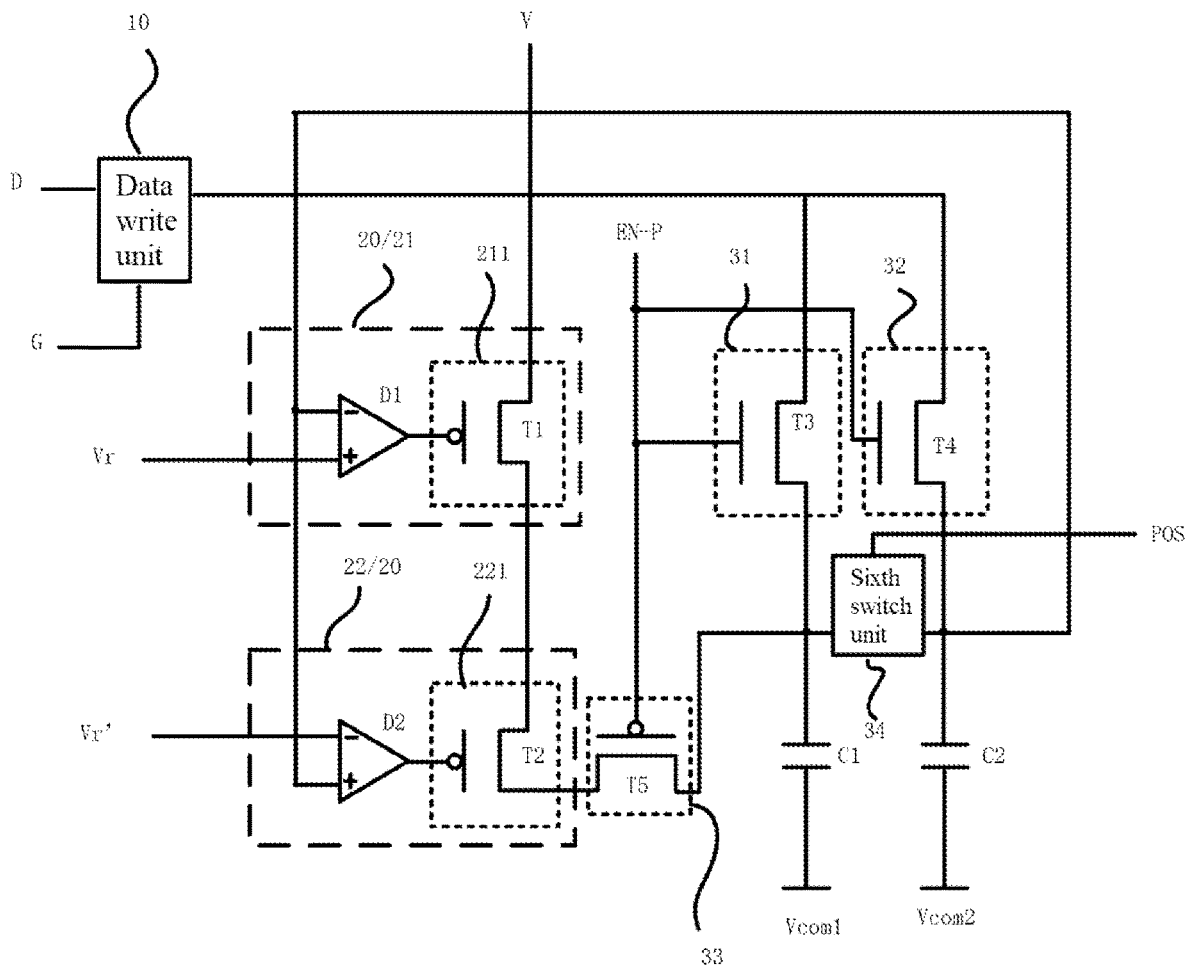 10
V
D
Data
write
unit
G
20/21
211
EN-P
31
32
D1
-
+
T1
T3
T4
Vr
POS
22/20
221
Sixth
switch
unit
34
Vr'
D2
-
+
T2
T5
C1
C2
Vcom1
Vcom2
33